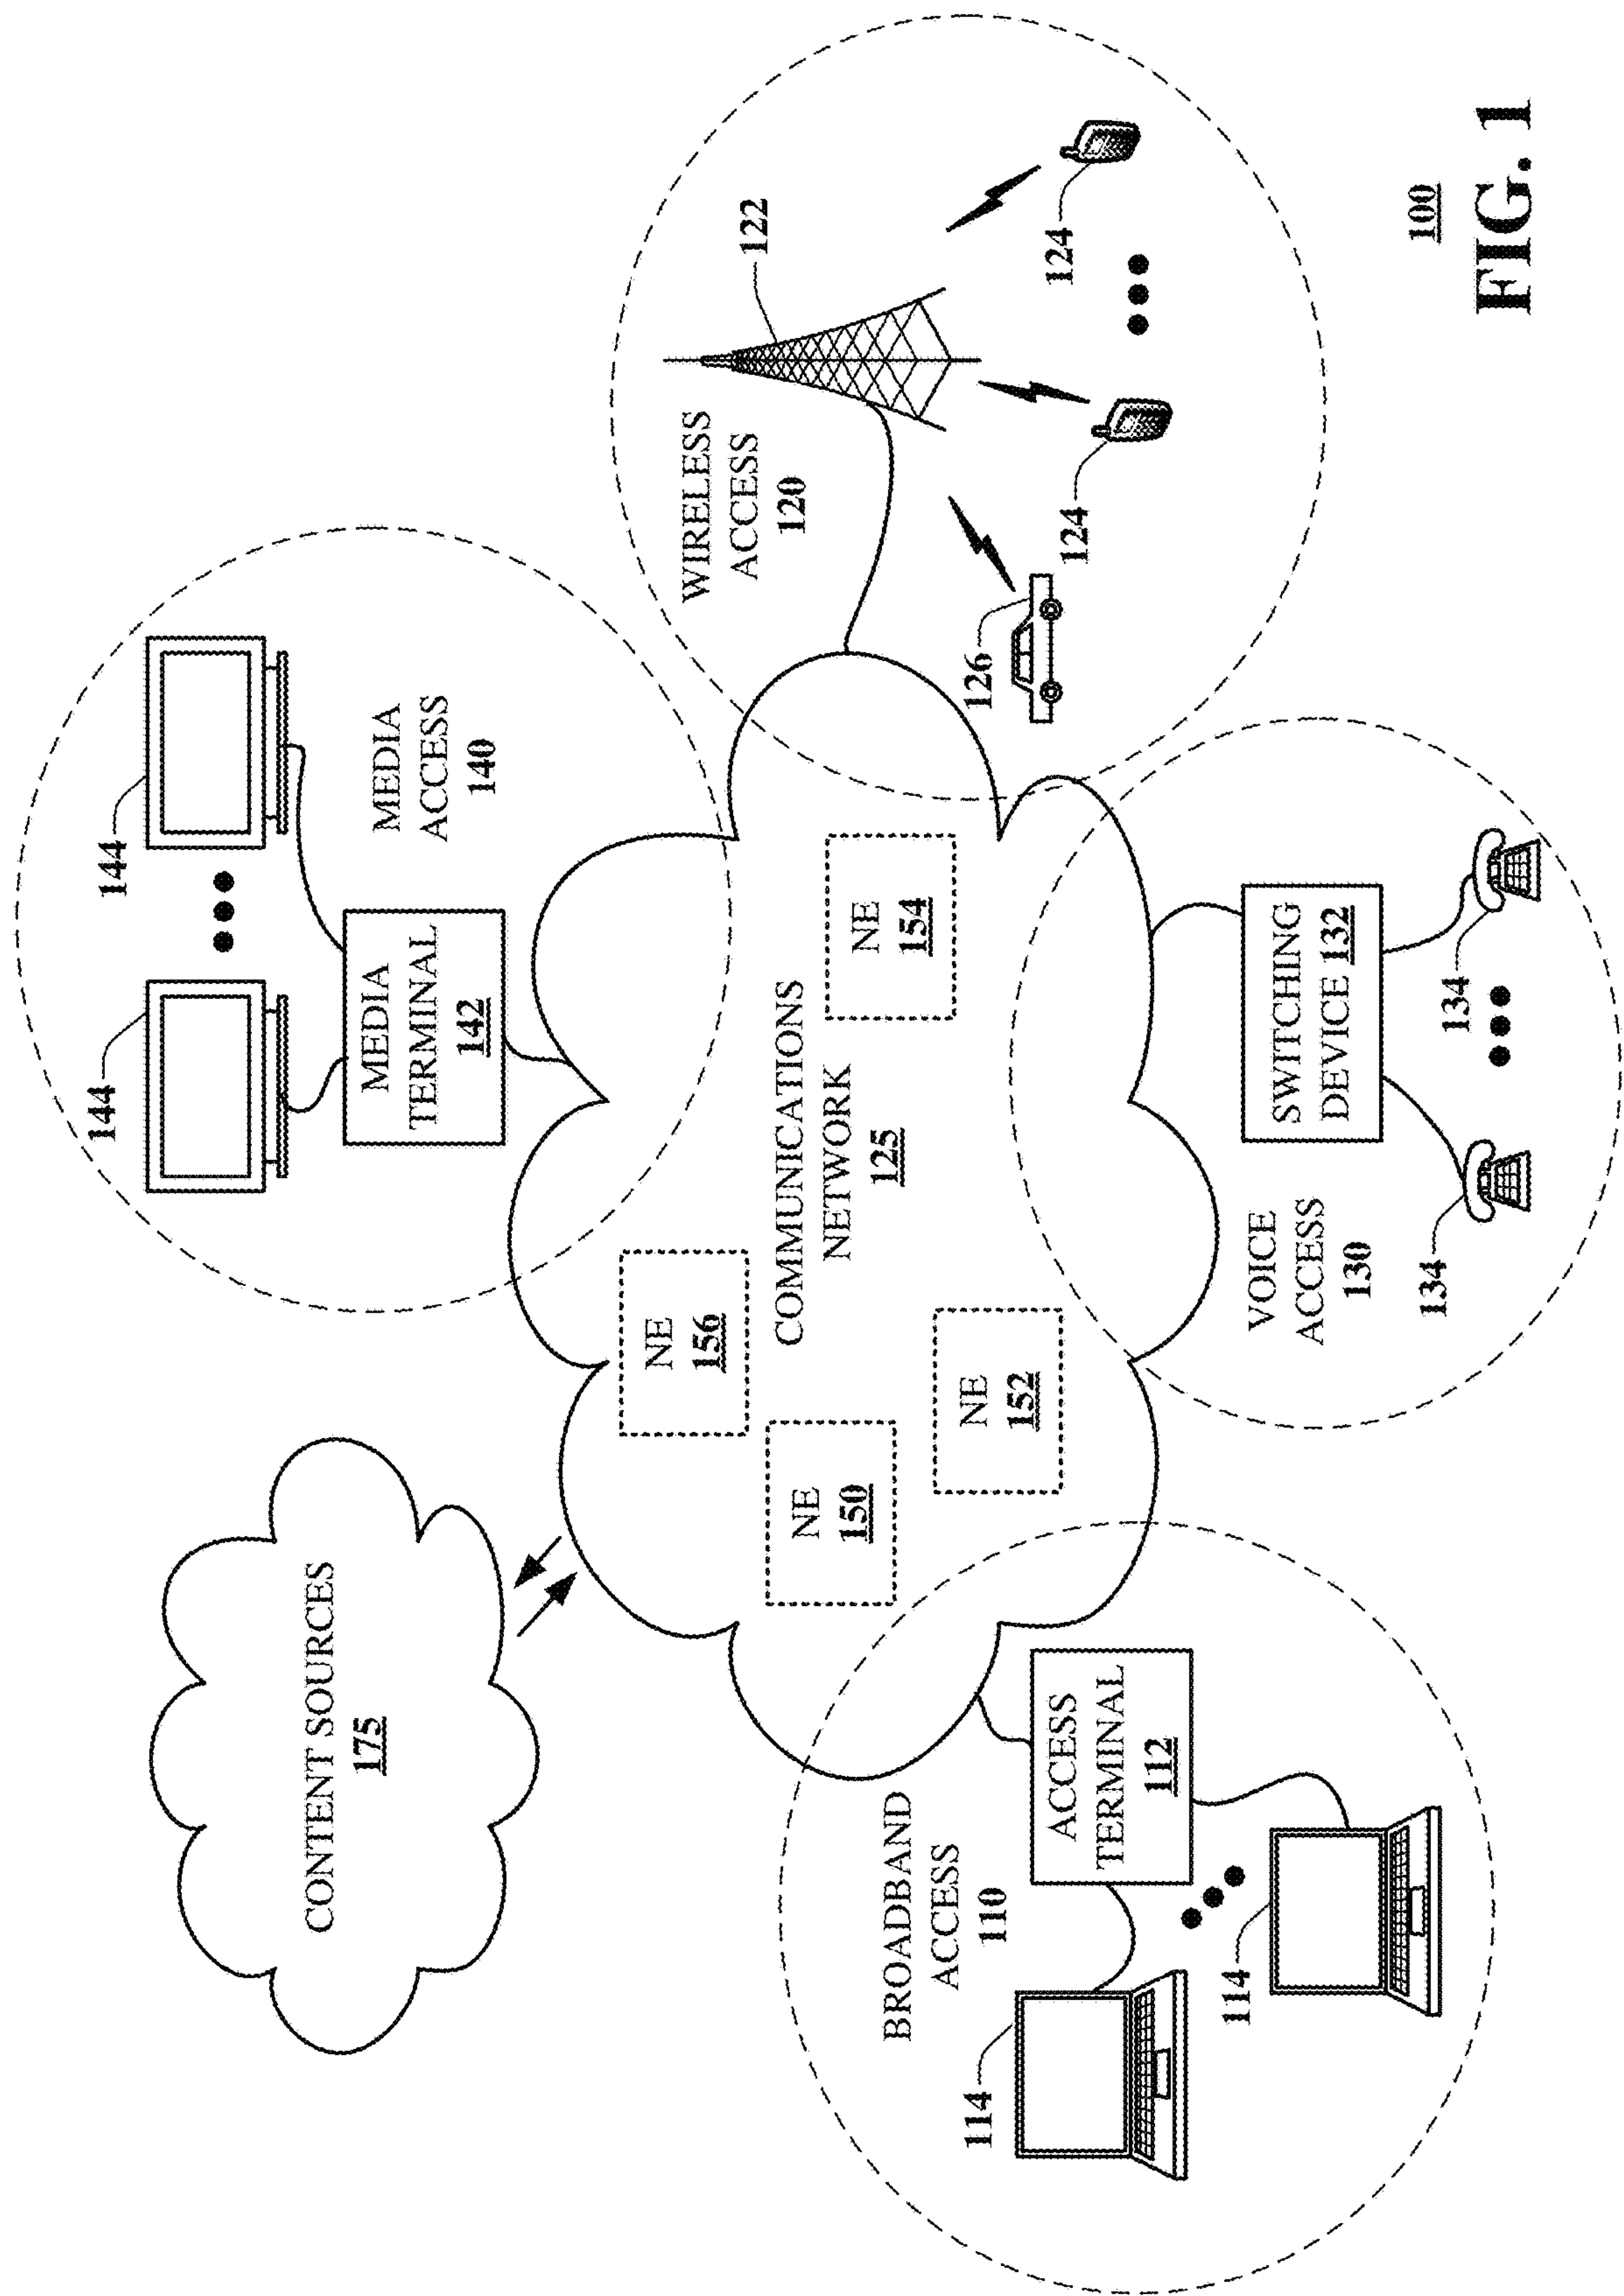 CONTENT SOURCES
175
144
144
MEDIA
TERMINAL
142
MEDIA
ACCESS
140
NE
156
NE
150
NE
152
COMMUNICATIONS
NETWORK
125
NE
154
WIRELESS
ACCESS
120
122
126
124
124
BROADBAND
ACCESS
110
ACCESS
TERMINAL
112
114
114
VOICE
ACCESS
130
SWITCHING
DEVICE 132
134
134
100
FIG. 1